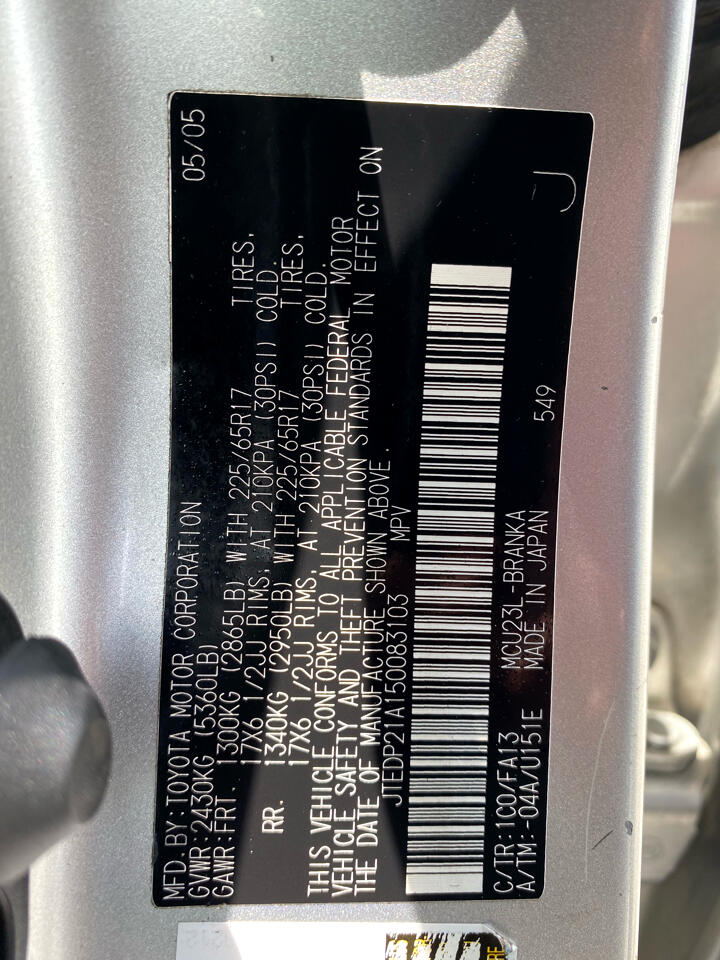 MFD. BY: TOYOTA MOTOR CORPORATION 05/05
GVWR: 2430KG (5360LB)
GAWR: FRT. 1300KG (2865LB) WITH 225/65R17 TIRES,
17X6 1/2JJ RIMS, AT 210KPA (30PSI) COLD.
RR. 1340KG (2950LB) WITH 225/65R17 TIRES,
17X6 1/2JJ RIMS, AT 210KPA (30PSI) COLD.
THIS VEHICLE CONFORMS TO ALL APPLICABLE FEDERAL MOTOR
VEHICLE SAFETY AND THEFT PREVENTION STANDARDS IN EFFECT ON
THE DATE OF MANUFACTURE SHOWN ABOVE.
JTEDP21A150083103 MPV
C/TR: 1C0/FA13 MCU23L-BRANKA 549 J
A/TM: -04A/U151E MADE IN JAPAN